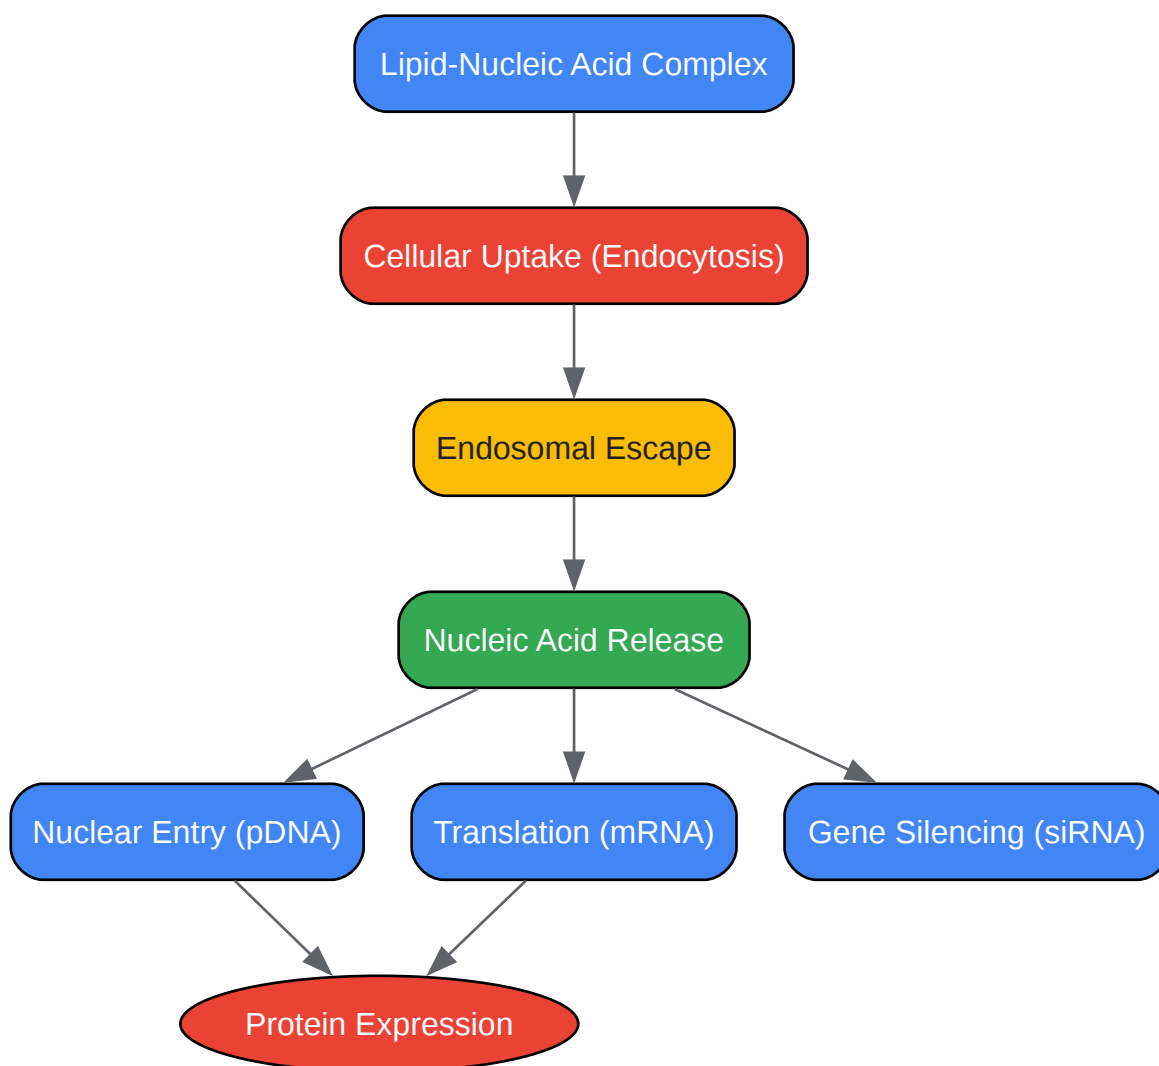 Lipid-Nucleic Acid Complex
Cellular Uptake (Endocytosis)
Endosomal Escape
Nucleic Acid Release
Nuclear Entry (pDNA)
Translation (mRNA)
Gene Silencing (siRNA)
Protein Expression